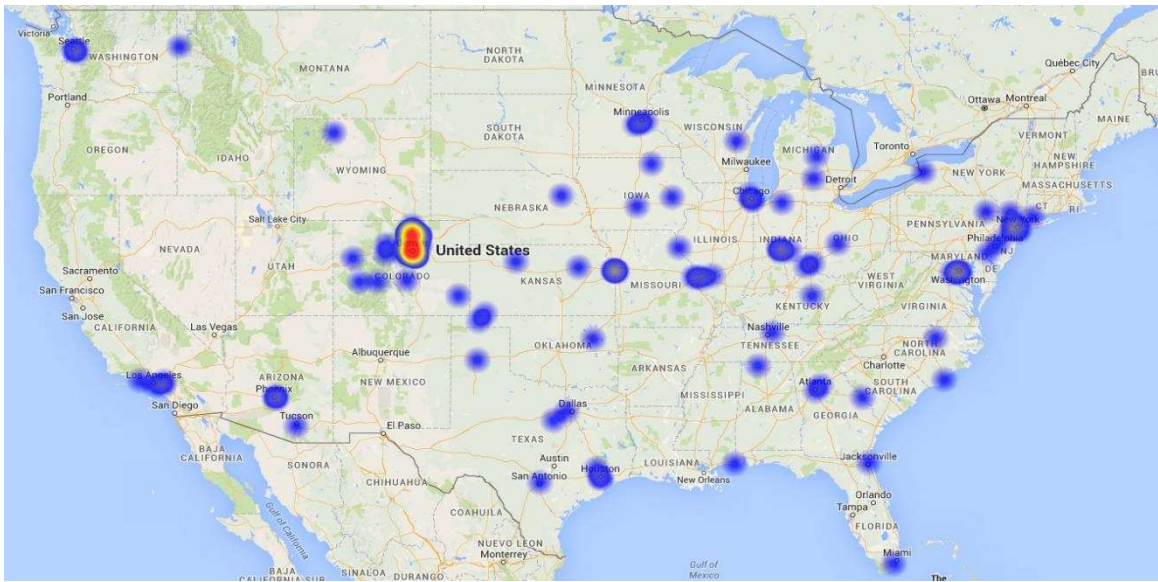 Victoria
Seattle
WASHINGTON
Portland
OREGON
IDAHO
MONTANA
NORTH
DAKOTA
SOUTH
DAKOTA
MINNESOTA
Minneapolis
WISCONSIN
Milwaukee
MICHIGAN
Detroit
Toronto
Ottawa
Montreal
Québec City
MAINE
VERMONT
NEW
HAMPSHIRE
MASSACHUSETTS
CT
RI
NEW YORK
New York
PENNSYLVANIA
Philadelphia
NJ
MARYLAND
DE
Washington
WYOMING
NEBRASKA
IOWA
Chicago
ILLINOIS
INDIANA
OHIO
WEST
VIRGINIA
VIRGINIA
Salt Lake City
NEVADA
UTAH
COLORADO
United States
KANSAS
MISSOURI
KENTUCKY
Sacramento
San Francisco
San Jose
CALIFORNIA
Las Vegas
Los Angeles
San Diego
ARIZONA
Phoenix
Tucson
Albuquerque
NEW MEXICO
El Paso
OKLAHOMA
ARKANSAS
Nashville
TENNESSEE
NORTH
CAROLINA
Charlotte
SOUTH
CAROLINA
Atlanta
GEORGIA
ALABAMA
MISSISSIPPI
Dallas
TEXAS
Austin
San Antonio
Houston
LOUISIANA
New Orleans
Jacksonville
Orlando
Tampa
FLORIDA
Miami
BAJA
CALIFORNIA
SONORA
CHIHUAHUA
COAHUILA
NUEVO LEON
Monterrey
Gulf of California
BAJA
CALIFORNIA SUR
SINALOA
DURANGO
Gulf of
Mexico
The